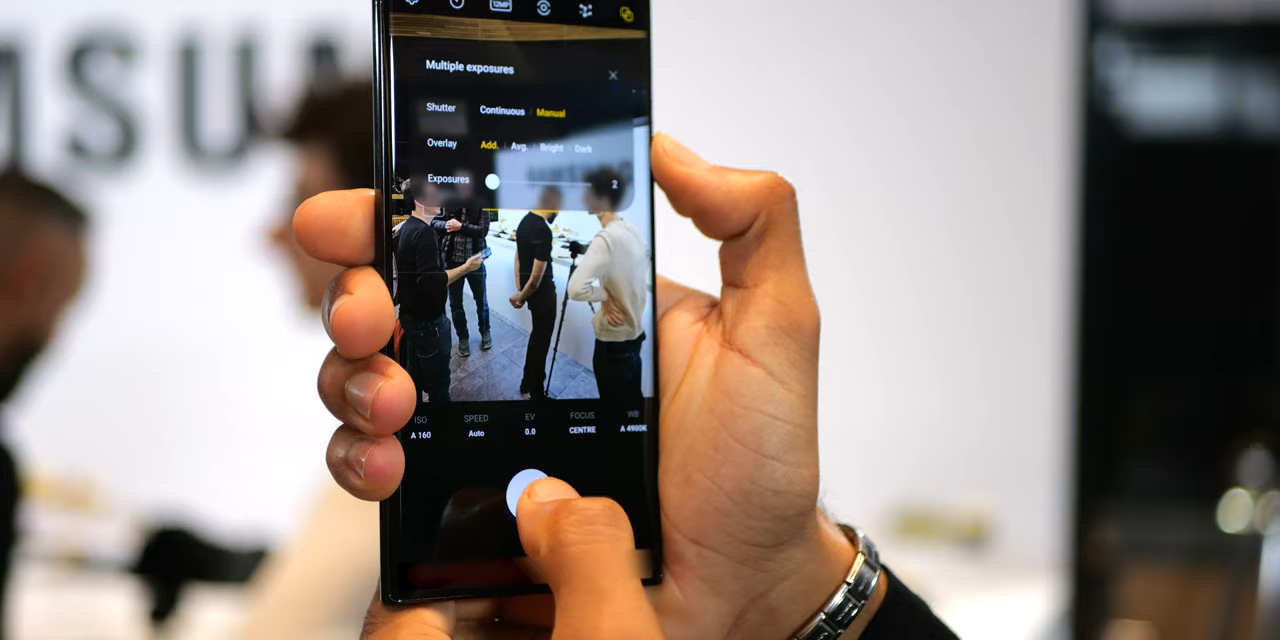 MSUN
12MP
Multiple exposures
Shutter Continuous Manual
Overlay Add. Avg. Bright Dark
Exposures 2
ISO SPEED EV FOCUS WB
A 160 Auto 0.0 CENTRE A 4900K